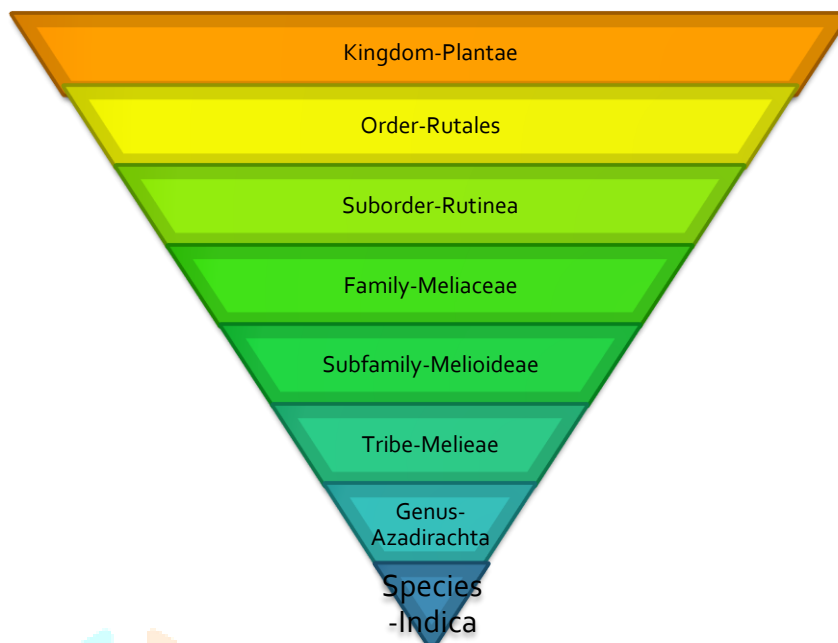 Kingdom-Plantae
Order-Rutales
Suborder-Rutinea
Family-Meliaceae
Subfamily-Melioideae
Tribe-Melieae
Genus-
Azadirachta
Species
-Indica